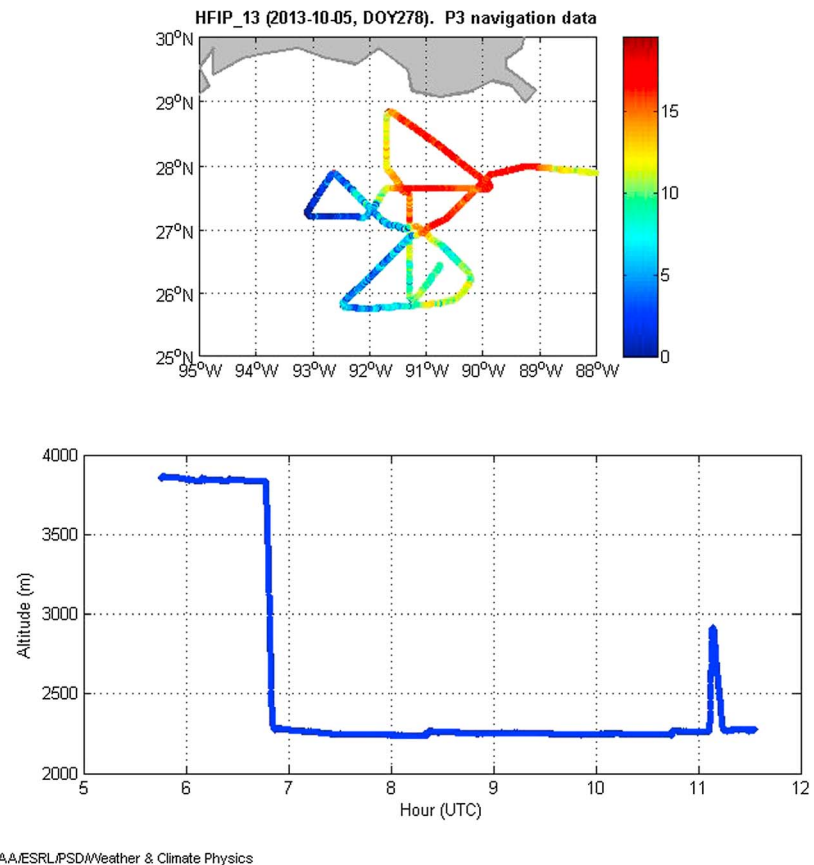 HFIP_13 (2013-10-05, DOY278).  P3 navigation data
30°N
29°N
28°N
27°N
26°N
25°N
95°W 94°W 93°W 92°W 91°W 90°W 89°W 88°W
15
10
5
0
4000
3500
3000
2500
2000
Altitude (m)
5 6 7 8 9 10 11 12
Hour (UTC)
AA/ESRL/PSD/Weather & Climate Physics